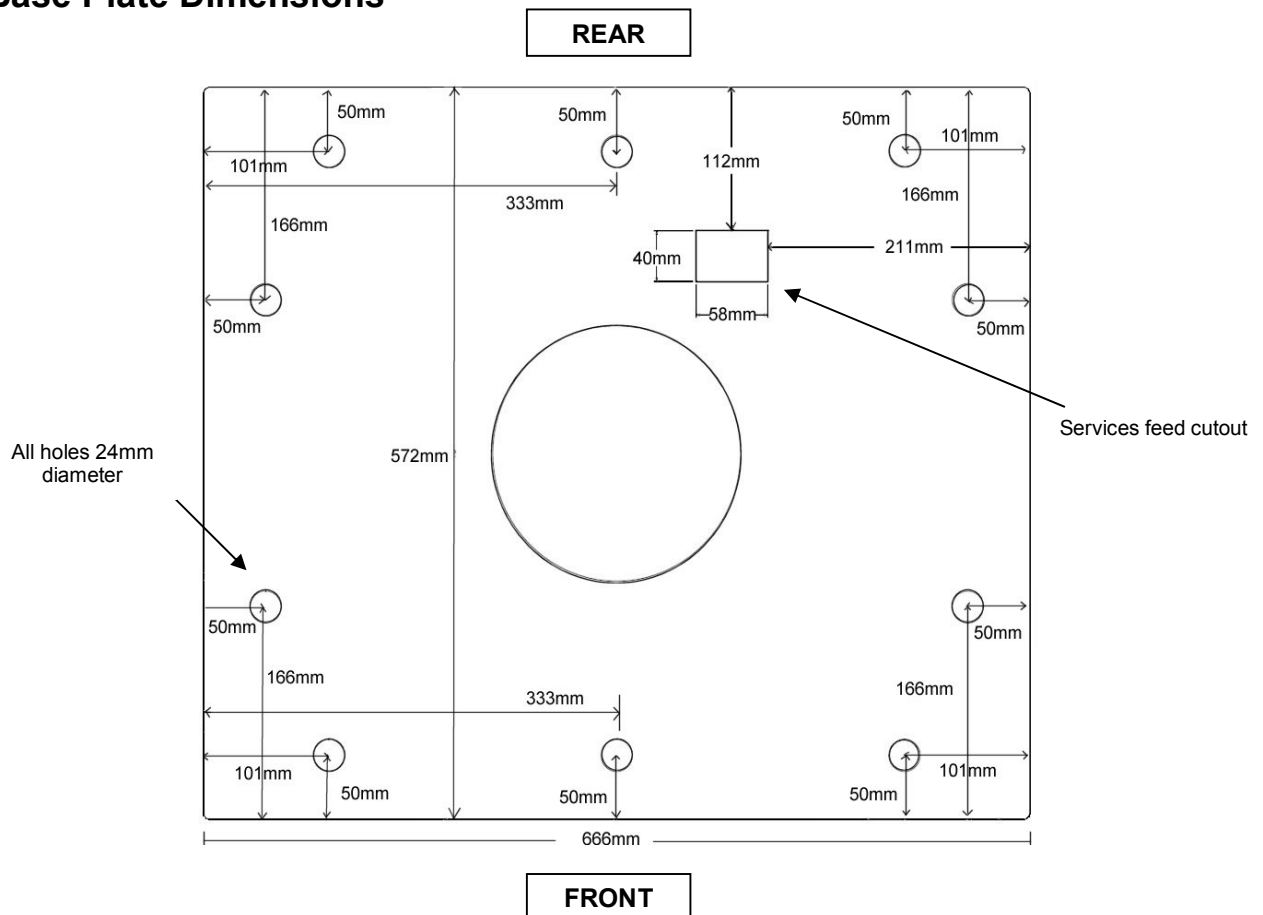 Base Plate Dimensions
REAR
50mm
50mm
50mm
101mm
101mm
112mm
166mm
333mm
166mm
211mm
40mm
50mm
58mm
50mm
Services feed cutout
All holes 24mm
diameter
572mm
50mm
50mm
166mm
166mm
333mm
101mm
101mm
50mm
50mm
50mm
666mm
FRONT